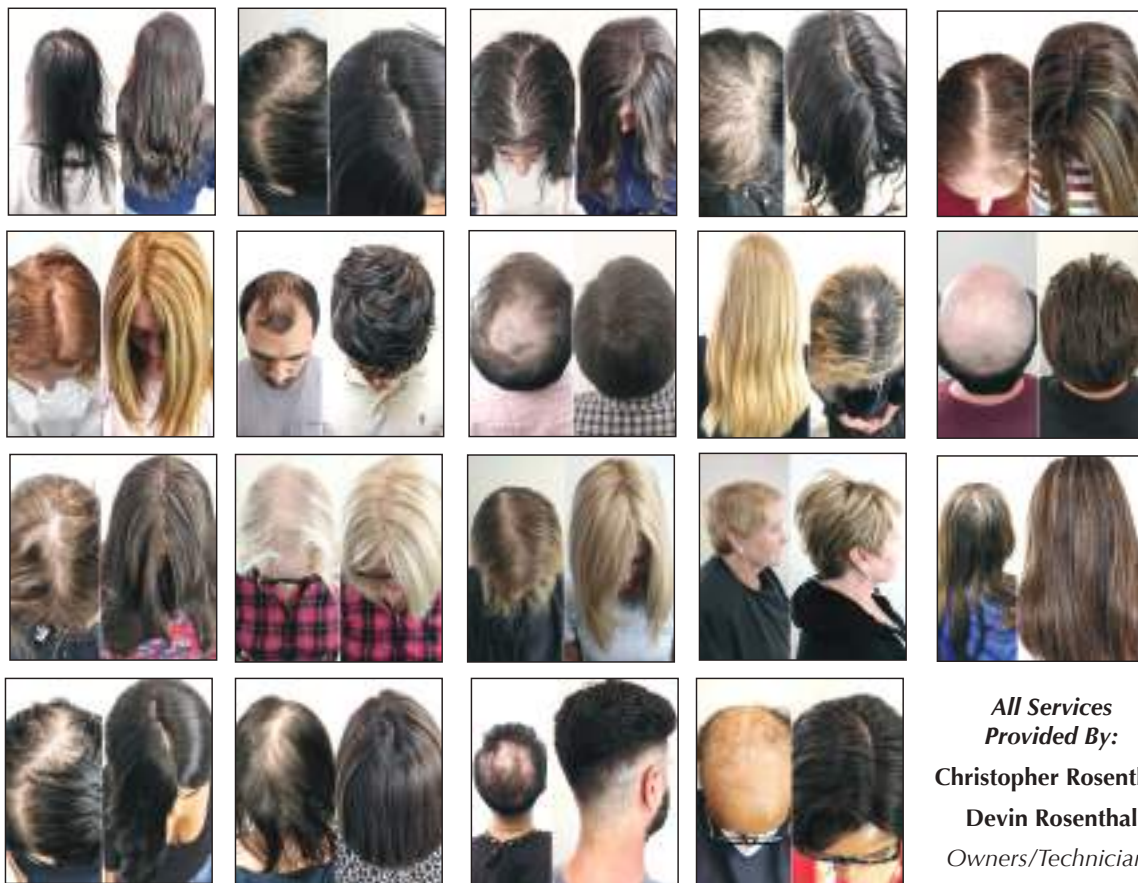 All Services
Provided By:
Christopher Rosenth
Devin Rosenthal
Owners/Technician